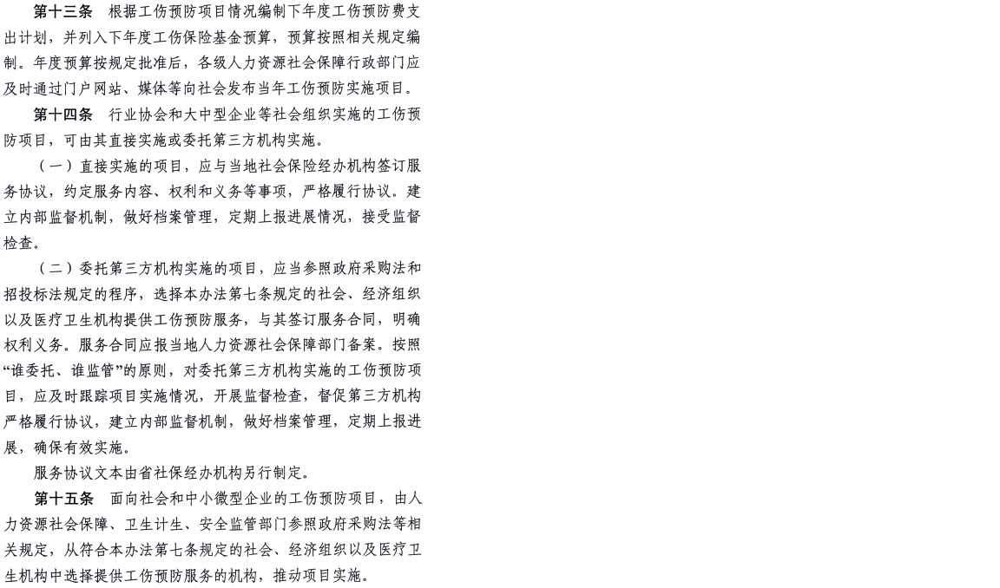 第十三条　根据工伤预防项目情况编制下年度工伤预防费支
出计划，并列入下年度工伤保险基金预算，预算按照相关规定编
制。年度预算按规定批准后，各级人力资源社会保障行政部门应
及时通过门户网站、媒体等向社会发布当年工伤预防实施项目。
第十四条　行业协会和大中型企业等社会组织实施的工伤预
防项目，可由其直接实施或委托第三方机构实施。
（一）直接实施的项目，应与当地社会保险经办机构签订服
务协议，约定服务内容、权利和义务等事项，严格履行协议。建
立内部监督机制，做好档案管理，定期上报进展情况，接受监督
检查。
（二）委托第三方机构实施的项目，应当参照政府采购法和
招投标法规定的程序，选择本办法第七条规定的社会、经济组织
以及医疗卫生机构提供工伤预防服务，与其签订服务合同，明确
权利义务。服务合同应报当地人力资源社会保障部门备案。按照
“谁委托、谁监管”的原则，对委托第三方机构实施的工伤预防项
目，应及时跟踪项目实施情况，开展监督检查，督促第三方机构
严格履行协议，建立内部监督机制，做好档案管理，定期上报进
展，确保有效实施。
服务协议文本由省社保经办机构另行制定。
第十五条　面向社会和中小微型企业的工伤预防项目，由人
力资源社会保障、卫生计生、安全监管部门参照政府采购法等相
关规定，从符合本办法第七条规定的社会、经济组织以及医疗卫
生机构中选择提供工伤预防服务的机构，推动项目实施。